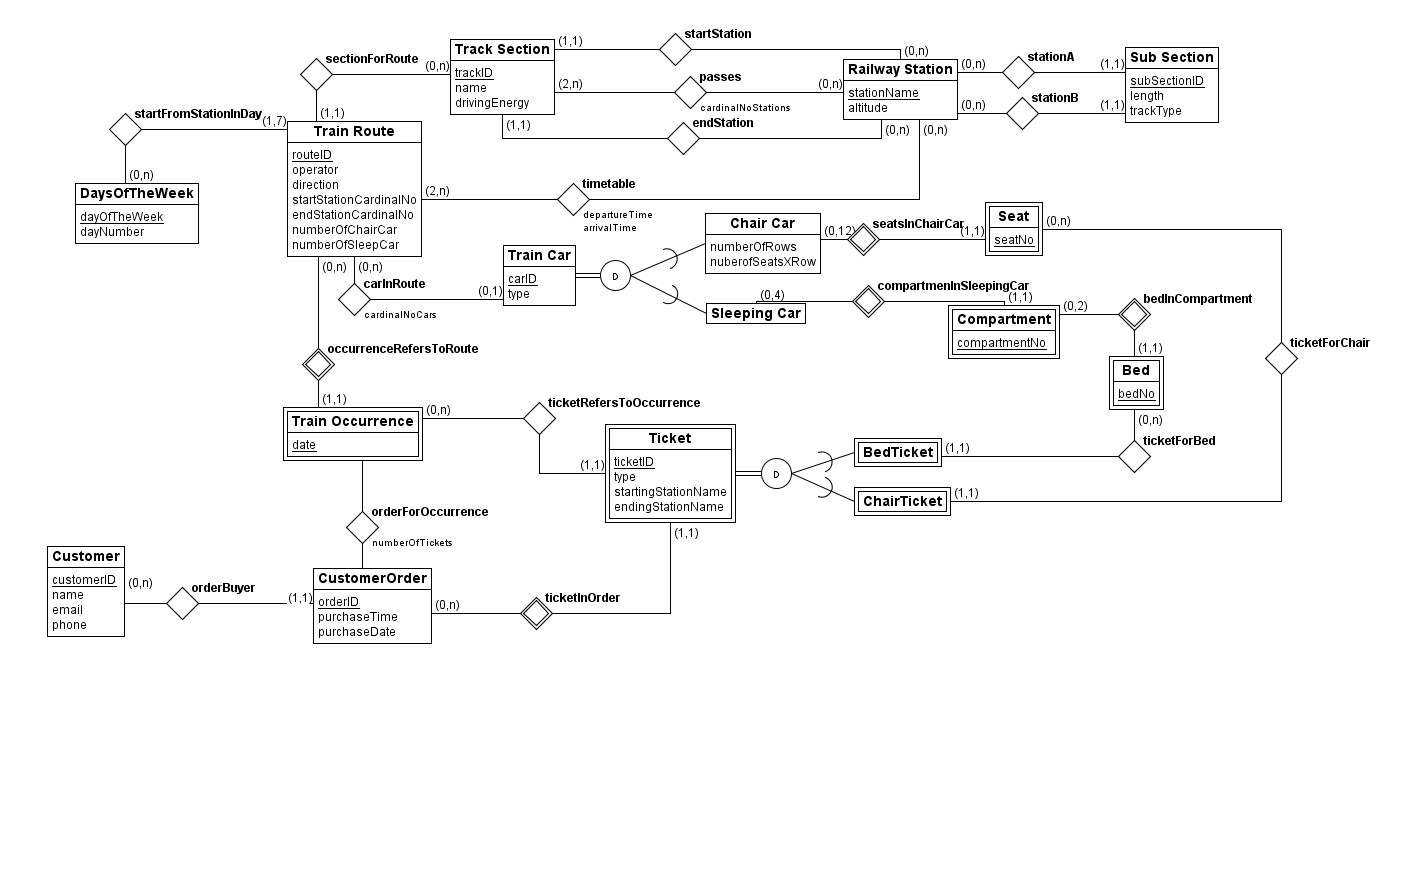 startStation
(1,1)
(0,n)
sectionForRoute
(0,n)
Track Section
trackID
name
drivingEnergy
(2,n)
passes
cardinalNoStations
(0,n)
Railway Station
stationName
altitude
(0,n)
stationA
(1,1)
(0,n)
stationB
(1,1)
Sub Section
subSectionID
length
trackType
(1,1)
endStation
(0,n)
(0,n)
startFromStationInDay
(1,7)
(1,1)
(0,n)
DaysOfTheWeek
dayOfTheWeek
dayNumber
Train Route
routeID
operator
direction
startStationCardinalNo
endStationCardinalNo
numberOfChairCar
numberOfSleepCar
(2,n)
timetable
departureTime
arrivalTime
Chair Car
numberOfRows
nuberofSeatsXRow
(0,12)
seatsInChairCar
(1,1)
Seat
seatNo
(0,n)
Train Car
carID
type
D
(0,n)
(0,n)
carInRoute
cardinalNoCars
(0,1)
(0,4)
Sleeping Car
compartmenInSleepingCar
(1,1)
Compartment
compartmentNo
(0,2)
bedInCompartment
(1,1)
Bed
bedNo
(0,n)
ticketForChair
occurrenceRefersToRoute
(1,1)
Train Occurrence
date
(0,n)
ticketRefersToOccurrence
(1,1)
Ticket
ticketID
type
startingStationName
endingStationName
D
BedTicket
(1,1)
ticketForBed
ChairTicket
(1,1)
orderForOccurrence
numberOfTickets
(1,1)
Customer
customerID
name
email
phone
(0,n)
orderBuyer
(1,1)
CustomerOrder
orderID
purchaseTime
purchaseDate
(0,n)
ticketInOrder